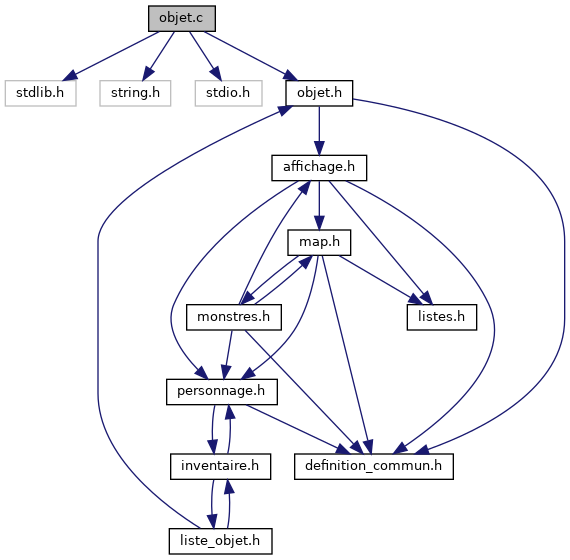 objet.c
stdlib.h
string.h
stdio.h
objet.h
affichage.h
map.h
monstres.h
listes.h
personnage.h
inventaire.h
definition_commun.h
liste_objet.h